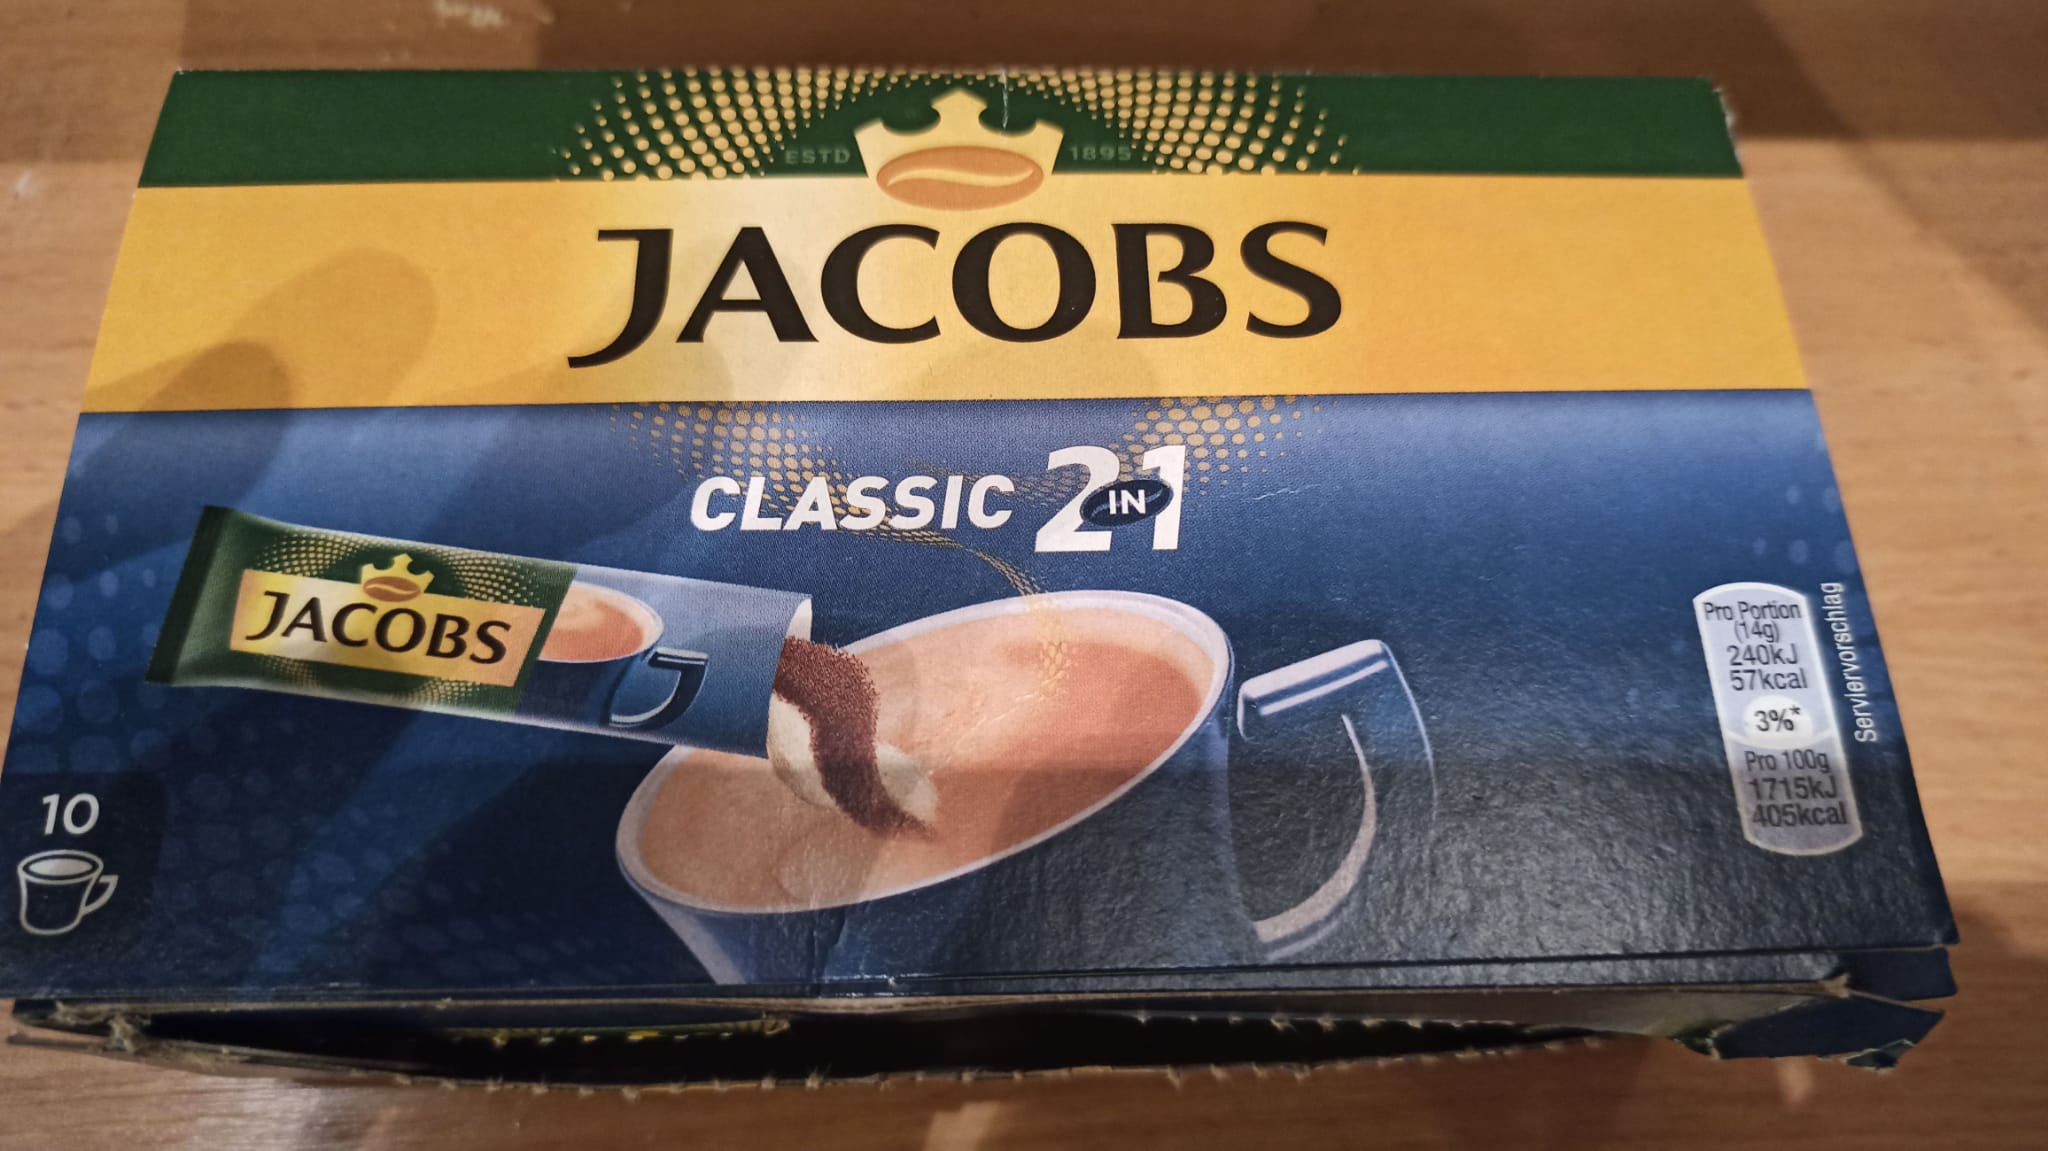 ESTD 1895
JACOBS
CLASSIC 2 IN 1
JACOBS
Pro Portion
(14g)
240kJ
57kcal
3%*
Pro 100g
1715kJ
405kcal
Serviervorschlag
10